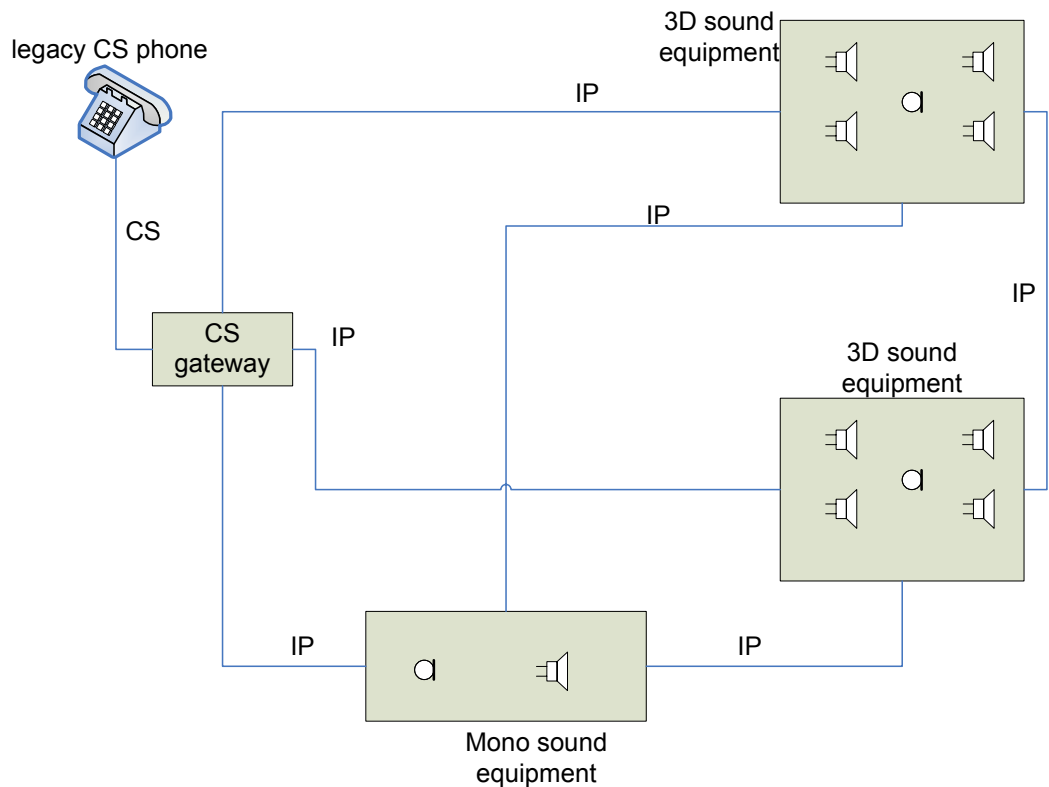 legacy CS phone
3D sound
equipment
IP
IP
CS
IP
CS
gateway
IP
3D sound
equipment
IP
IP
Mono sound
equipment